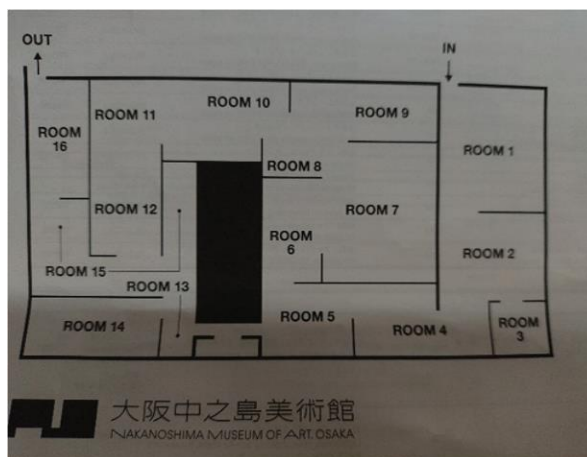 OUT
IN
ROOM 11
ROOM 10
ROOM 9
ROOM
16
ROOM 1
ROOM 8
ROOM 12
ROOM 7
ROOM
6
ROOM 2
ROOM 15
ROOM 13
ROOM 14
ROOM 5
ROOM 4
ROOM
3
大阪中之島美術館
NAKANOSHIMA MUSEUM OF ART, OSAKA